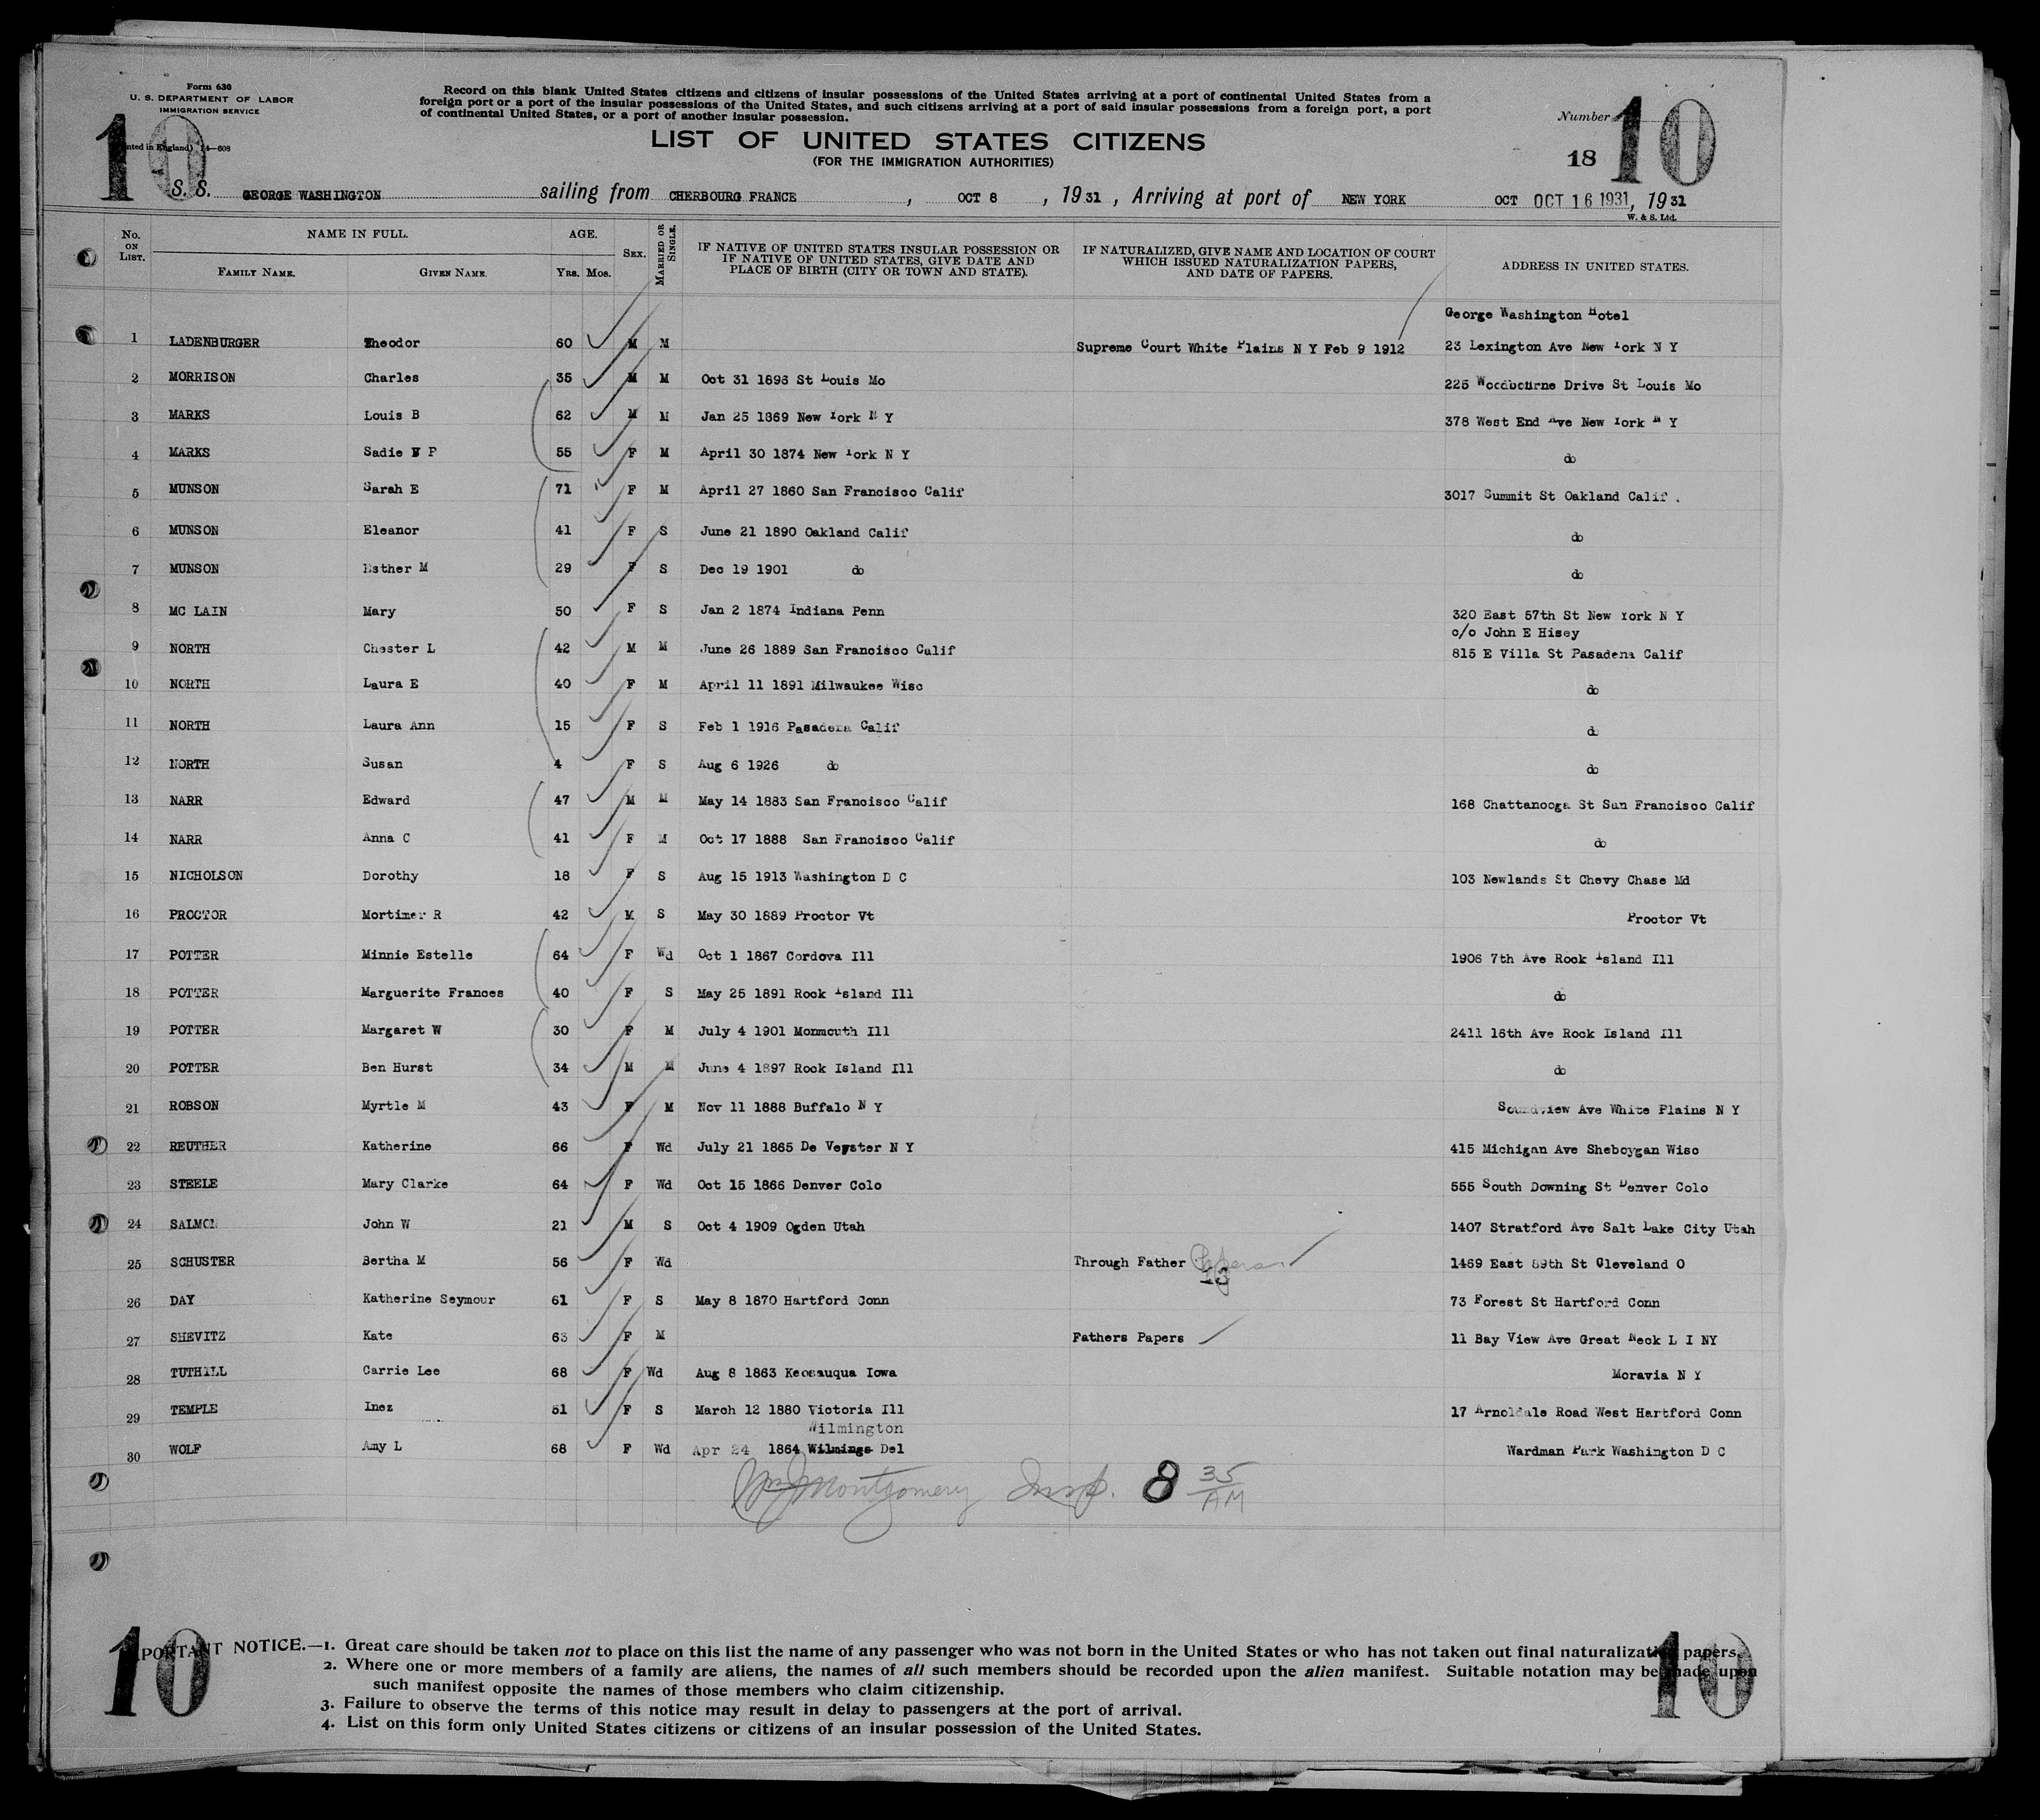 Form 630
U. S. DEPARTMENT OF LABOR
IMMIGRATION SERVICE
10
(Printed in England) 14—608
Record on this blank United States citizens and citizens of insular possessions of the United States arriving at a port of continental United States from a
foreign port or a port of the insular possessions of the United States, and such citizens arriving at a port of said insular possessions from a foreign port, a port
of continental United States, or a port of another insular possession.
LIST OF UNITED STATES CITIZENS
(FOR THE IMMIGRATION AUTHORITIES)
Number
10
18
S. S. GEORGE WASHINGTON sailing from CHERBOURG FRANCE, OCT 8, 1931, Arriving at port of NEW YORK OCT OCT 16 1931, 1931
W. & S. Ltd.
No. ON LIST. NAME IN FULL. AGE. SEX. MARRIED OR SINGLE. IF NATIVE OF UNITED STATES INSULAR POSSESSION OR IF NATIVE OF UNITED STATES, GIVE DATE AND PLACE OF BIRTH (CITY OR TOWN AND STATE). IF NATURALIZED, GIVE NAME AND LOCATION OF COURT WHICH ISSUED NATURALIZATION PAPERS, AND DATE OF PAPERS. ADDRESS IN UNITED STATES.
FAMILY NAME. GIVEN NAME. Yrs. Mos.
George Washington Hotel
1 LADENBURGER Theodor 60 M M Supreme Court White Plains N Y Feb 9 1912 23 Lexington Ave New York N Y
2 MORRISON Charles 35 M M Oct 31 1896 St Louis Mo 225 Woodbourne Drive St Louis Mo
3 MARKS Louis B 62 M M Jan 25 1869 New York N Y 378 West End Ave New York N Y
4 MARKS Sadie P 55 F M April 30 1874 New York N Y do
5 MUNSON Sarah E 71 F M April 27 1860 San Francisco Calif 3017 Summit St Oakland Calif .
6 MUNSON Eleanor 41 F S June 21 1890 Oakland Calif do
7 MUNSON Esther M 29 F S Dec 19 1901 do do
8 MC LAIN Mary 50 F S Jan 2 1874 Indiana Penn 320 East 57th St New York N Y
c/o John E Hisey
9 NORTH Chester L 42 M M June 26 1889 San Francisco Calif 815 E Villa St Pasadena Calif
10 NORTH Laura E 40 F M April 11 1891 Milwaukee Wisc do
11 NORTH Laura Ann 15 F S Feb 1 1916 Pasadena Calif do
12 NORTH Susan 4 F S Aug 6 1926 do do
13 NARR Edward 47 M M May 14 1883 San Francisco Calif 168 Chattanooga St San Francisco Calif
14 NARR Anna C 41 F M Oct 17 1888 San Francisco Calif do
15 NICHOLSON Dorothy 18 F S Aug 15 1913 Washington D C 103 Newlands St Chevy Chase Md
16 PROCTOR Mortimer R 42 M S May 30 1889 Proctor Vt Proctor Vt
17 POTTER Minnie Estelle 64 F Wd Oct 1 1867 Cordova Ill 1906 7th Ave Rock Island Ill
18 POTTER Marguerite Frances 40 F S May 25 1891 Rock Island Ill do
19 POTTER Margaret W 30 F M July 4 1901 Monmouth Ill 2411 16th Ave Rock Island Ill
20 POTTER Ben Hurst 34 M M June 4 1897 Rock Island Ill do
21 ROBSON Myrtle M 43 F M Nov 11 1888 Buffalo N Y Soundview Ave White Plains N Y
22 REUTHER Katherine 66 F Wd July 21 1865 De Veyster N Y 415 Michigan Ave Sheboygan Wisc
23 STEELE Mary Clarke 64 F Wd Oct 15 1866 Denver Colo 555 South Downing St Denver Colo
24 SALMON John W 21 M S Oct 4 1909 Ogden Utah 1407 Stratford Ave Salt Lake City Utah
25 SCHUSTER Bertha M 56 F Wd Through Father Papers 1469 East 89th St Cleveland O
26 DAY Katherine Seymour 61 F S May 8 1870 Hartford Conn 73 Forest St Hartford Conn
27 SHEVITZ Kate 63 F M Fathers Papers 11 Bay View Ave Great Neck L I NY
28 TUTHILL Carrie Lee 68 F Wd Aug 8 1863 Keosauqua Iowa Moravia N Y
29 TEMPLE Inez 51 F S March 12 1880 Victoria Ill 17 Arnoldale Road West Hartford Conn
Wilmington
30 WOLF Amy L 68 F Wd Apr 24 1864 Wilmings Del Wardman Park Washington D C
Wm J Montgomery Insp. 8 35 AM
IMPORTANT NOTICE.—1. Great care should be taken not to place on this list the name of any passenger who was not born in the United States or who has not taken out final naturalization papers.
2. Where one or more members of a family are aliens, the names of all such members should be recorded upon the alien manifest. Suitable notation may be made upon
such manifest opposite the names of those members who claim citizenship.
3. Failure to observe the terms of this notice may result in delay to passengers at the port of arrival.
4. List on this form only United States citizens or citizens of an insular possession of the United States.
10
10